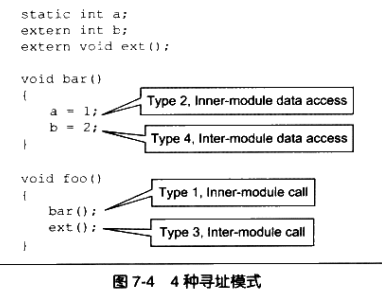 static int a;
extern int b;
extern void ext();
void bar()
{
a = 1;
Type 2, Inner-module data access
b = 2;
Type 4, Inter-module data access
}
void foo()
{
Type 1, Inner-module call
bar();
ext();
Type 3, Inter-module call
}
图 7-4 4 种寻址模式